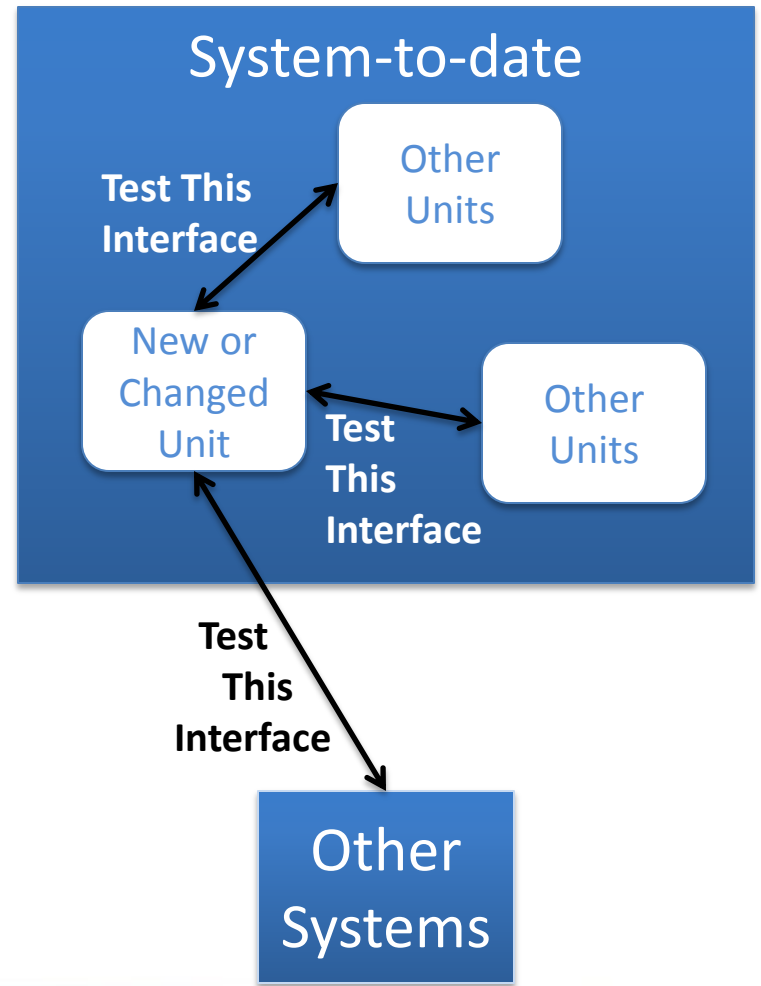 System-to-date
Other
Units
Test This
Interface
New or
Changed
Unit
Other
Units
Test
This
Interface
Test
This
Interface
Other
Systems